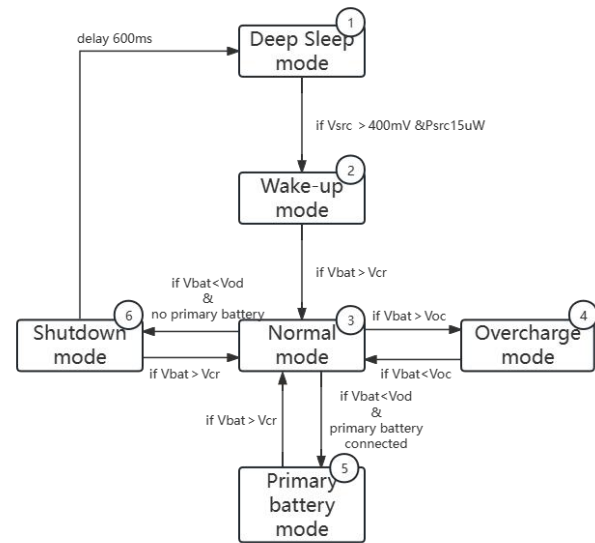 1
delay 600ms
Deep Sleep
mode
if Vsrc > 400mV &Psrc15uW
2
Wake-up
mode
if Vbat > Vcr
if Vbat<Vod
&
no primary battery
6
Shutdown
mode
3
Normal
mode
if Vbat > Voc
4
Overcharge
mode
if Vbat > Vcr
if Vbat<Voc
if Vbat > Vcr
if Vbat<Vod
&
primary battery
connected
5
Primary
battery
mode